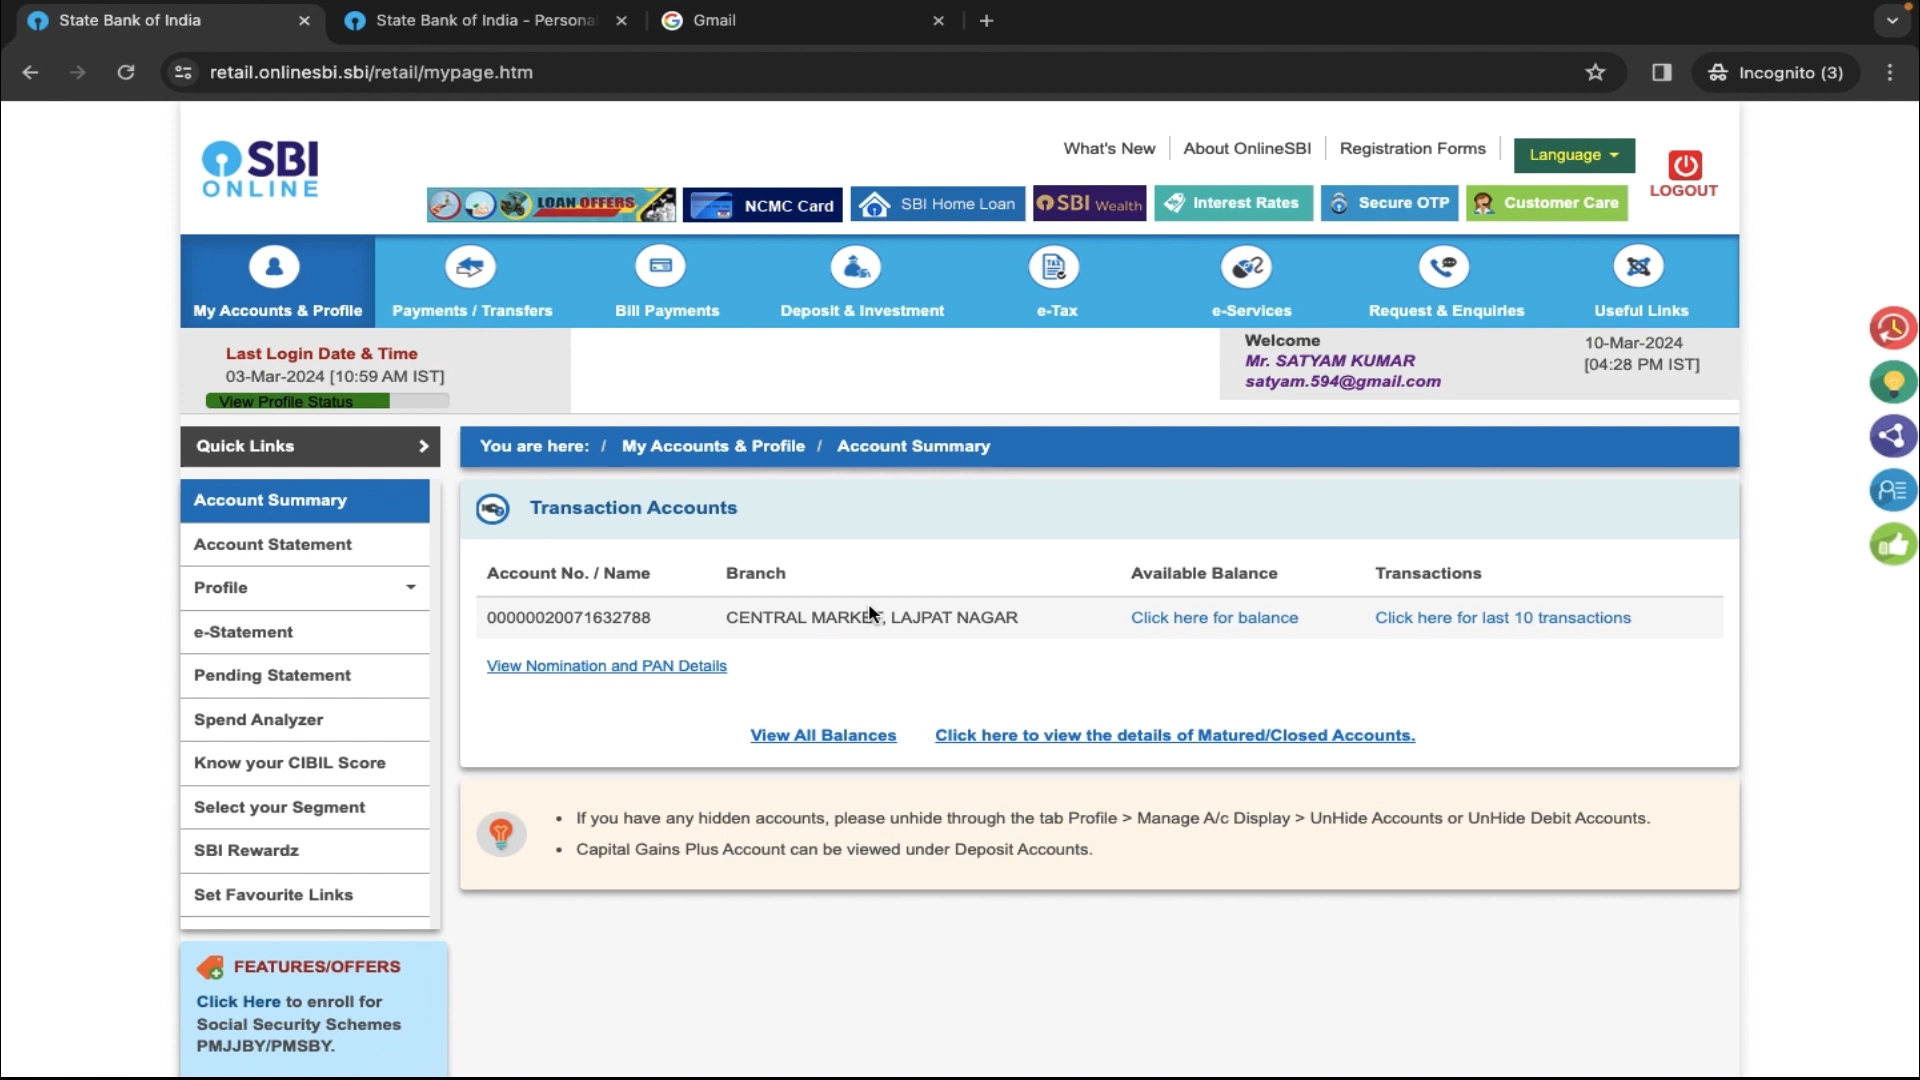 State Bank of India
State Bank of India - Persona
Gmail
retail.onlinesbi.sbi/retail/mypage.htm
Incognito (3)
SBI
ONLINE
What's New
About OnlineSBI
Registration Forms
Language
LOGOUT
LOAN OFFERS
NCMC Card
SBI Home Loan
SBI Wealth
Interest Rates
Secure OTP
Customer Care
My Accounts & Profile
Payments / Transfers
Bill Payments
Deposit & Investment
TAX
e-Tax
e-Services
Request & Enquiries
Useful Links
Last Login Date & Time
03-Mar-2024 [10:59 AM IST]
View Profile Status
Welcome
Mr. SATYAM KUMAR
satyam.594@gmail.com
10-Mar-2024
[04:28 PM IST]
Quick Links
You are here: / My Accounts & Profile / Account Summary
Account Summary
Account Statement
Profile
e-Statement
Pending Statement
Spend Analyzer
Know your CIBIL Score
Select your Segment
SBI Rewardz
Set Favourite Links
Transaction Accounts
Account No. / Name Branch Available Balance Transactions
00000020071632788 CENTRAL MARKET, LAJPAT NAGAR Click here for balance Click here for last 10 transactions
View Nomination and PAN Details
View All Balances Click here to view the details of Matured/Closed Accounts.
• If you have any hidden accounts, please unhide through the tab Profile > Manage A/c Display > UnHide Accounts or UnHide Debit Accounts.
• Capital Gains Plus Account can be viewed under Deposit Accounts.
FEATURES/OFFERS
Click Here to enroll for
Social Security Schemes
PMJJBY/PMSBY.